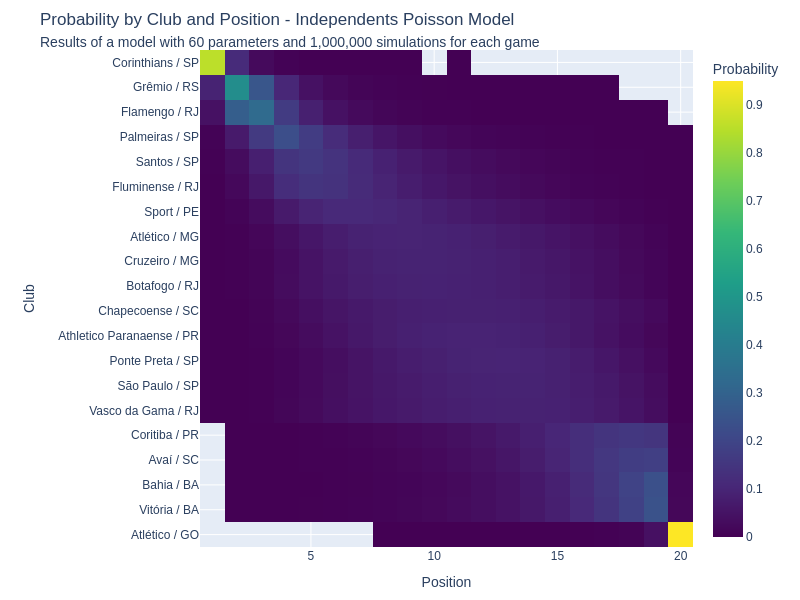 Probability by Club and Position - Independents Poisson Model
Results of a model with 60 parameters and 1,000,000 simulations for each game
Probability
Corinthians / SP
Grêmio / RS
Flamengo / RJ
Palmeiras / SP
Santos / SP
Fluminense / RJ
Sport / PE
Atlético / MG
Cruzeiro / MG
Botafogo / RJ
Chapecoense / SC
Athletico Paranaense / PR
Ponte Preta / SP
São Paulo / SP
Vasco da Gama / RJ
Coritiba / PR
Avaí / SC
Bahia / BA
Vitória / BA
Atlético / GO
Club
5
10
15
20
Position
0.9
0.8
0.7
0.6
0.5
0.4
0.3
0.2
0.1
0